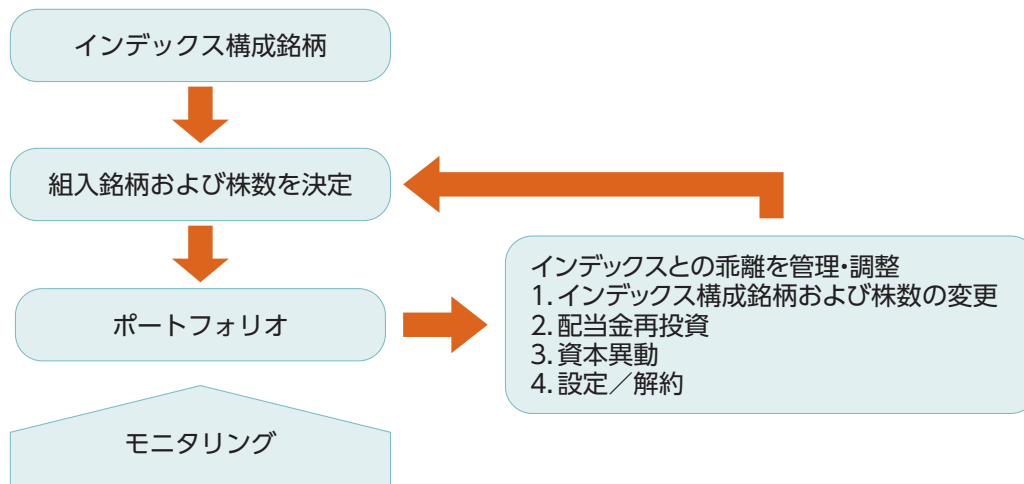 インデックス構成銘柄
組入銘柄および株数を決定
ポートフォリオ
モニタリング
インデックスとの乖離を管理・調整
1.インデックス構成銘柄および株数の変更
2.配当金再投資
3.資本異動
4.設定／解約